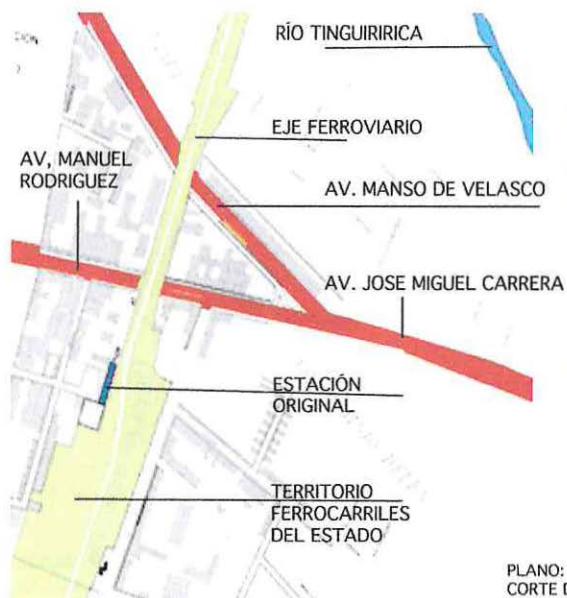 RÍO TINGUIRIRICA
EJE FERROVIARIO
AV, MANUEL
RODRIGUEZ
AV. MANSO DE VELASCO
AV. JOSE MIGUEL CARRERA
ESTACIÓN
ORIGINAL
TERRITORIO
FERROCARRILES
DEL ESTADO
PLANO:
CORTE D